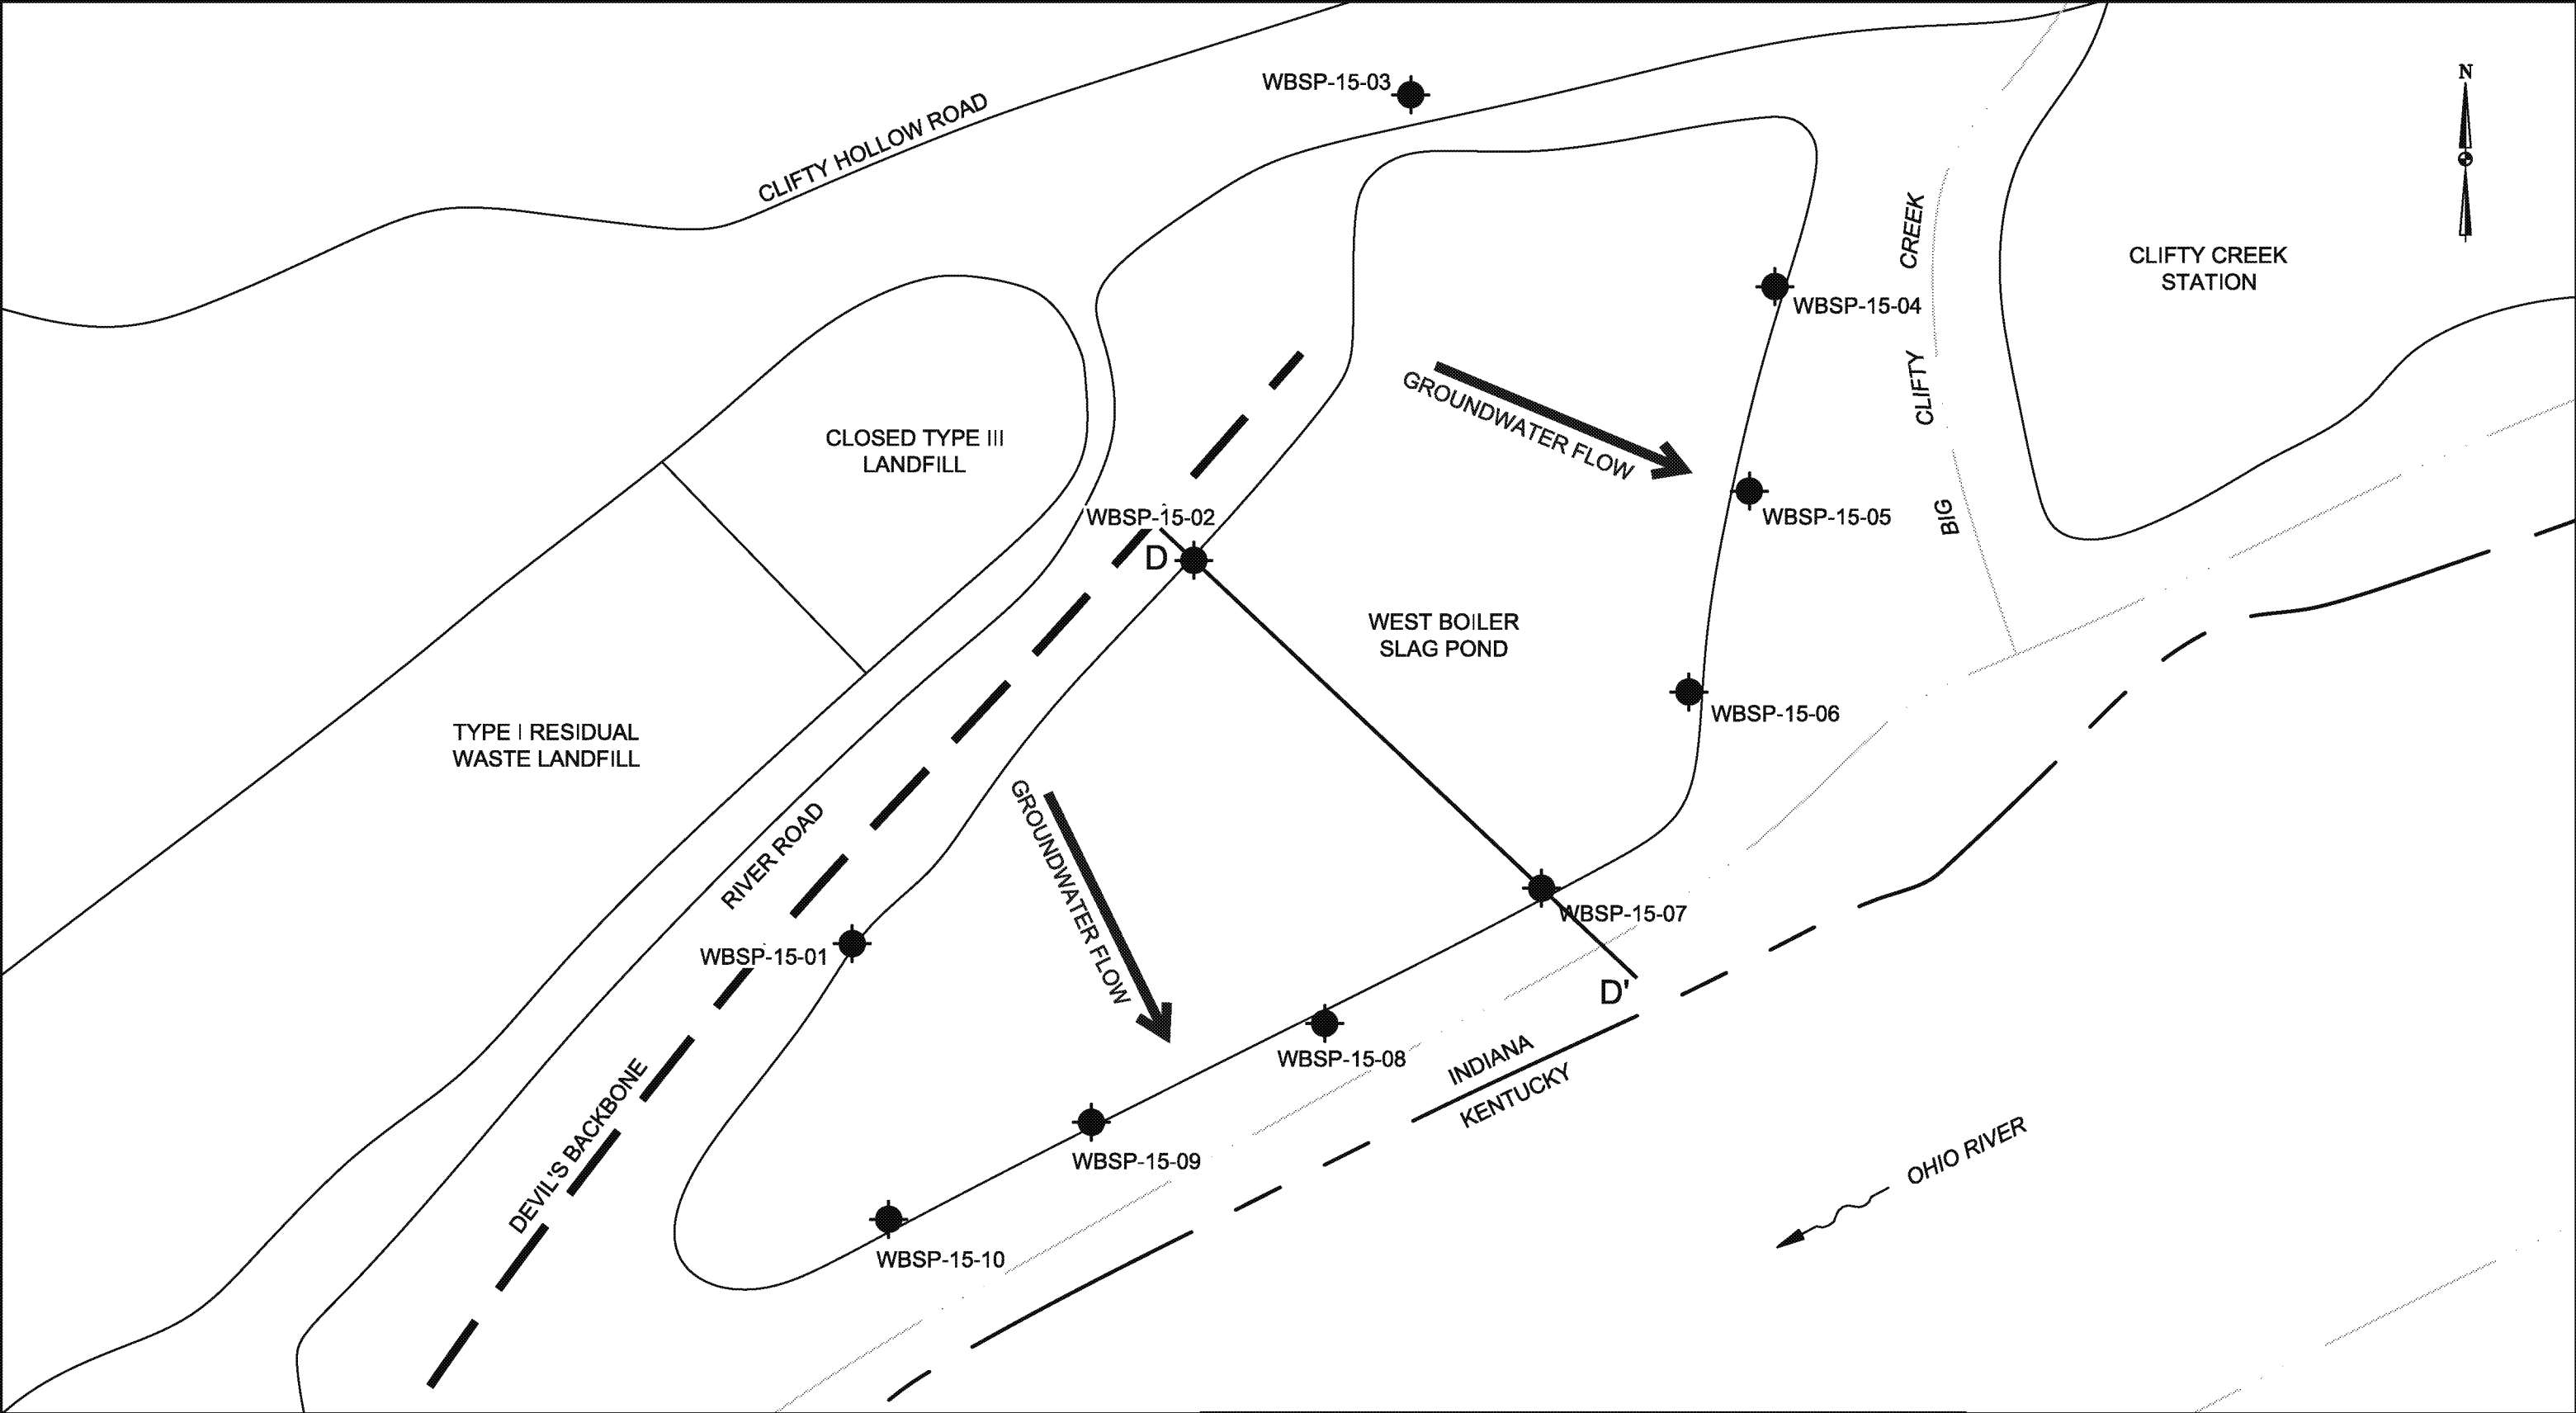 WBSP-15-03
N
CLIFTY HOLLOW ROAD
CREEK
CLIFTY CREEK
STATION
WBSP-15-04
CLIFTY
GROUNDWATER FLOW
CLOSED TYPE III
LANDFILL
BIG
WBSP-15-02
WBSP-15-05
D
WEST BOILER
SLAG POND
WBSP-15-06
TYPE I RESIDUAL
WASTE LANDFILL
RIVER ROAD
GROUNDWATER FLOW
WBSP-15-07
WBSP-15-01
D'
WBSP-15-08
INDIANA
KENTUCKY
DEVIL'S BACKBONE
WBSP-15-09
OHIO RIVER
WBSP-15-10